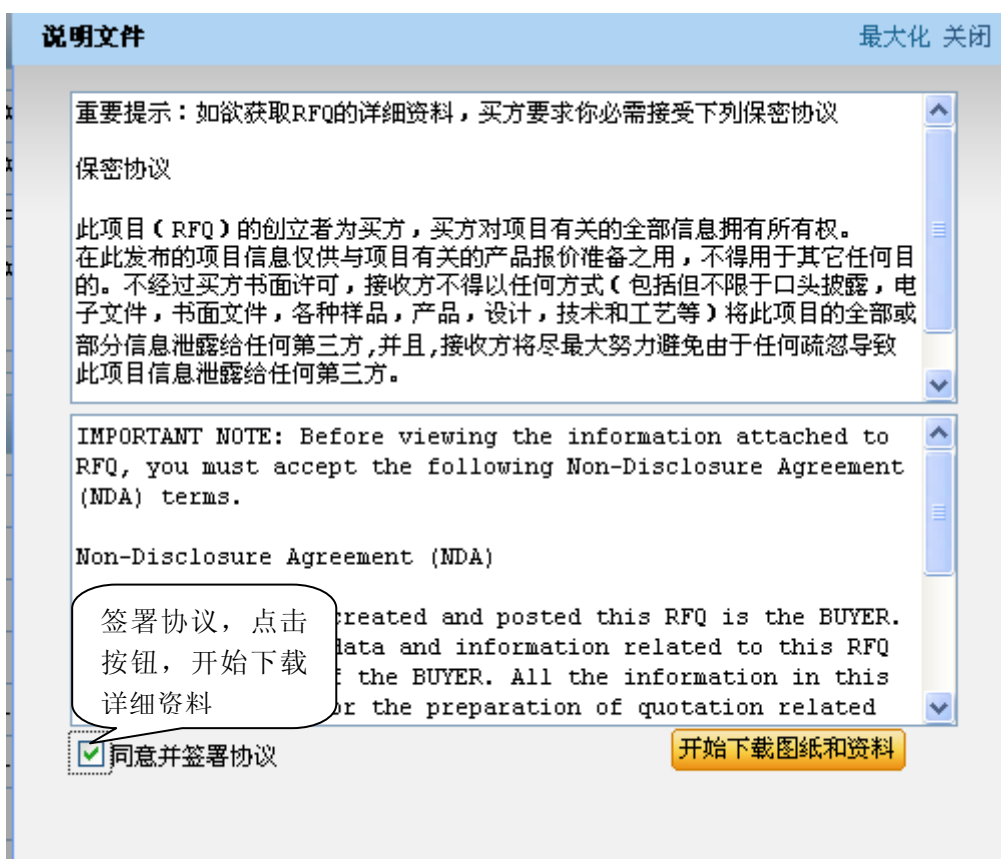 说明文件
最大化 关闭
重要提示：如欲获取RFQ的详细资料，买方要求你必需接受下列保密协议
保密协议
此项目（RFQ）的创立者为买方，买方对项目有关的全部信息拥有所有权。
在此发布的项目信息仅供与项目有关的产品报价准备之用，不得用于其它任何目
的。不经过买方书面许可，接收方不得以任何方式（包括但不限于口头披露，电
子文件，书面文件，各种样品，产品，设计，技术和工艺等）将此项目的全部或
部分信息泄露给任何第三方,并且,接收方将尽最大努力避免由于任何疏忽导致
此项目信息泄露给任何第三方。
IMPORTANT NOTE: Before viewing the information attached to
RFQ, you must accept the following Non-Disclosure Agreement
(NDA) terms.
Non-Disclosure Agreement (NDA)
created and posted this RFQ is the BUYER.
data and information related to this RFQ
the BUYER. All the information in this
or the preparation of quotation related
签署协议，点击
按钮，开始下载
详细资料
同意并签署协议
开始下载图纸和资料